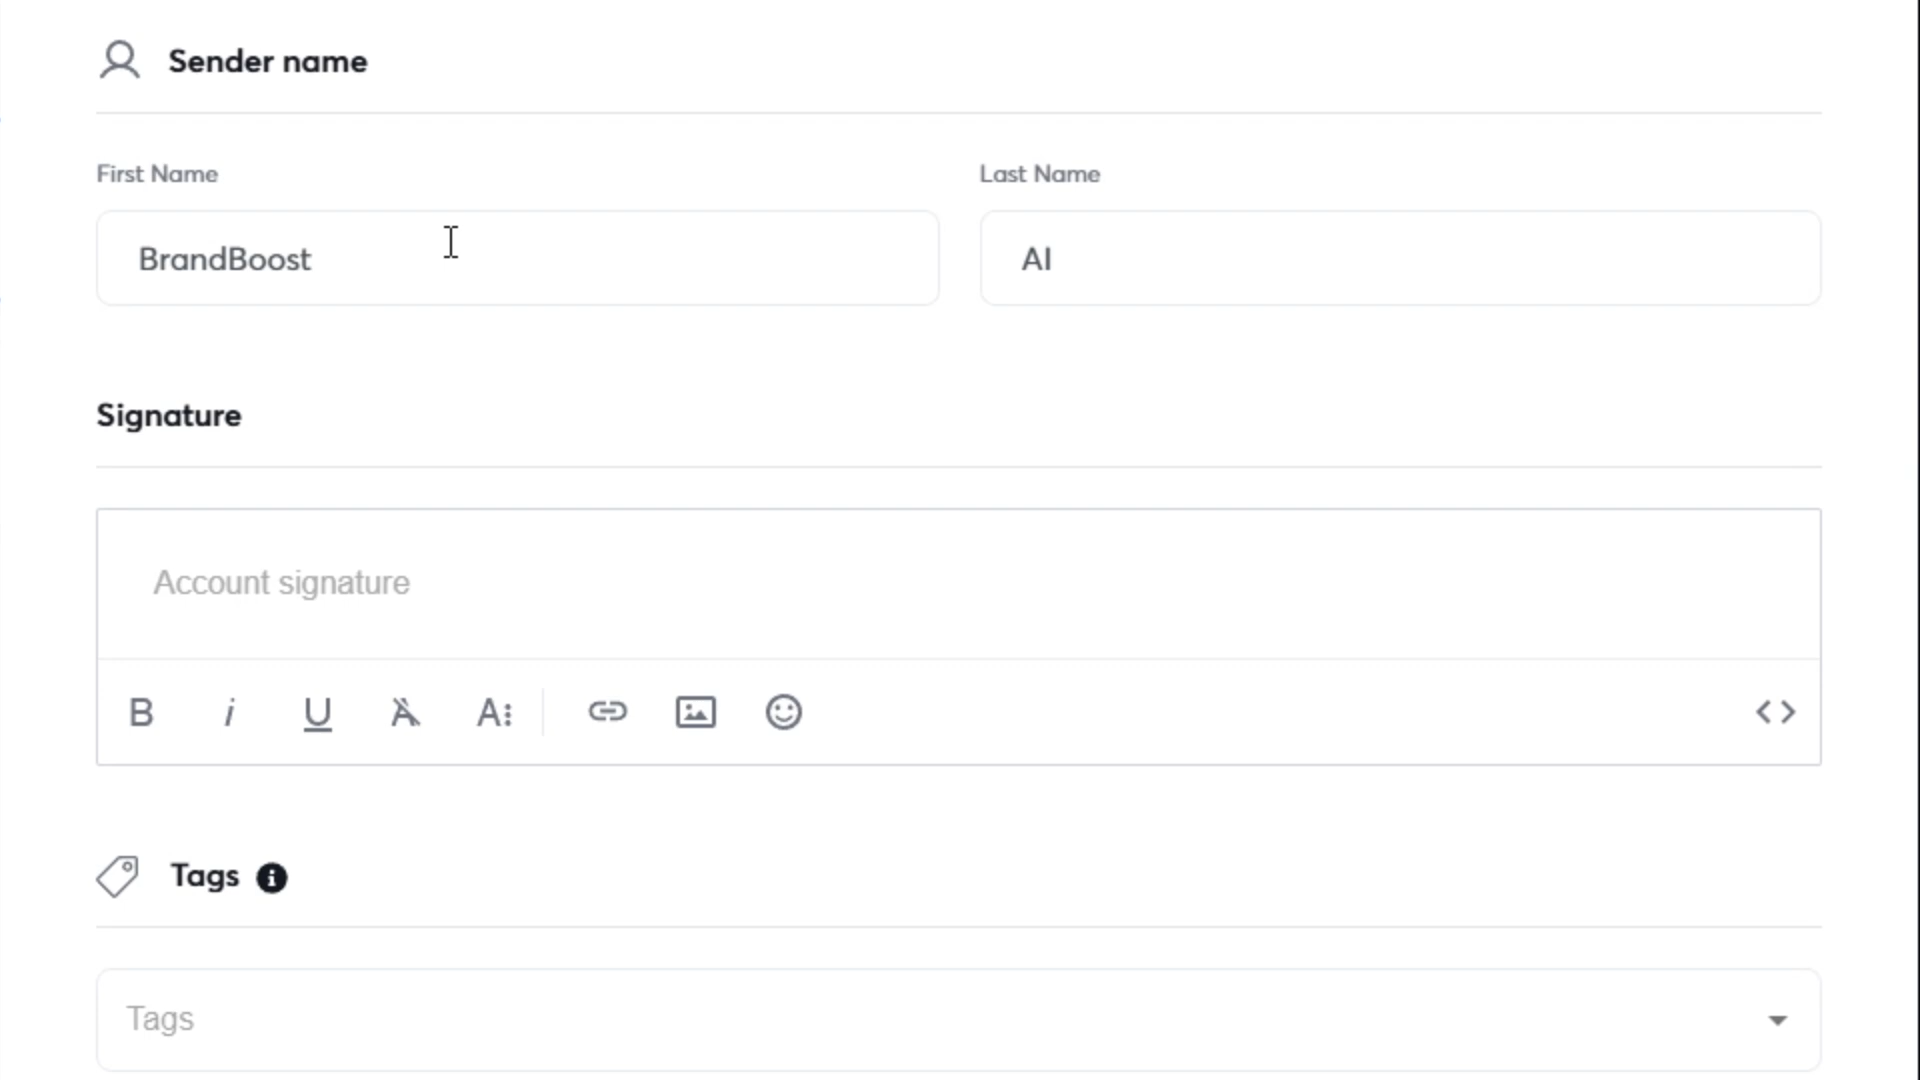 Sender name
First Name
Last Name
BrandBoost
AI
Signature
Account signature
B i U A A
Tags
Tags